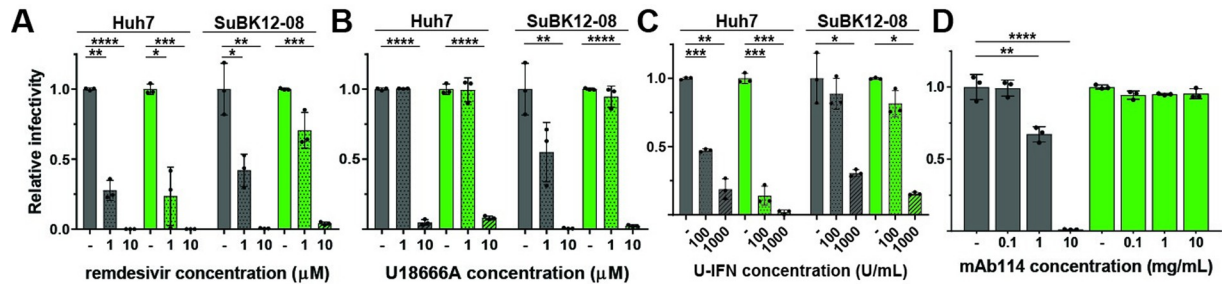 A
Huh7
SuBK12-08
**** *** ** ***
** * *
Relative infectivity
1.0
0.5
0.0
- 1 10 - 1 10 - 1 10 - 1 10
remdesivir concentration (μM)
B
Huh7
SuBK12-08
**** **** ** ****
1.0
0.5
- 1 10 - 1 10 - 1 10 - 1 10
U18666A concentration (μM)
C
Huh7
SuBK12-08
** *** * *
*** ***
1.0
0.5
0.0
- 100 1000 - 100 1000 - 100 1000 - 100 1000
U-IFN concentration (U/mL)
D
****
**
1.0
0.5
0.0
- 0.1 1 10 - 0.1 1 10
mAb114 concentration (mg/mL)